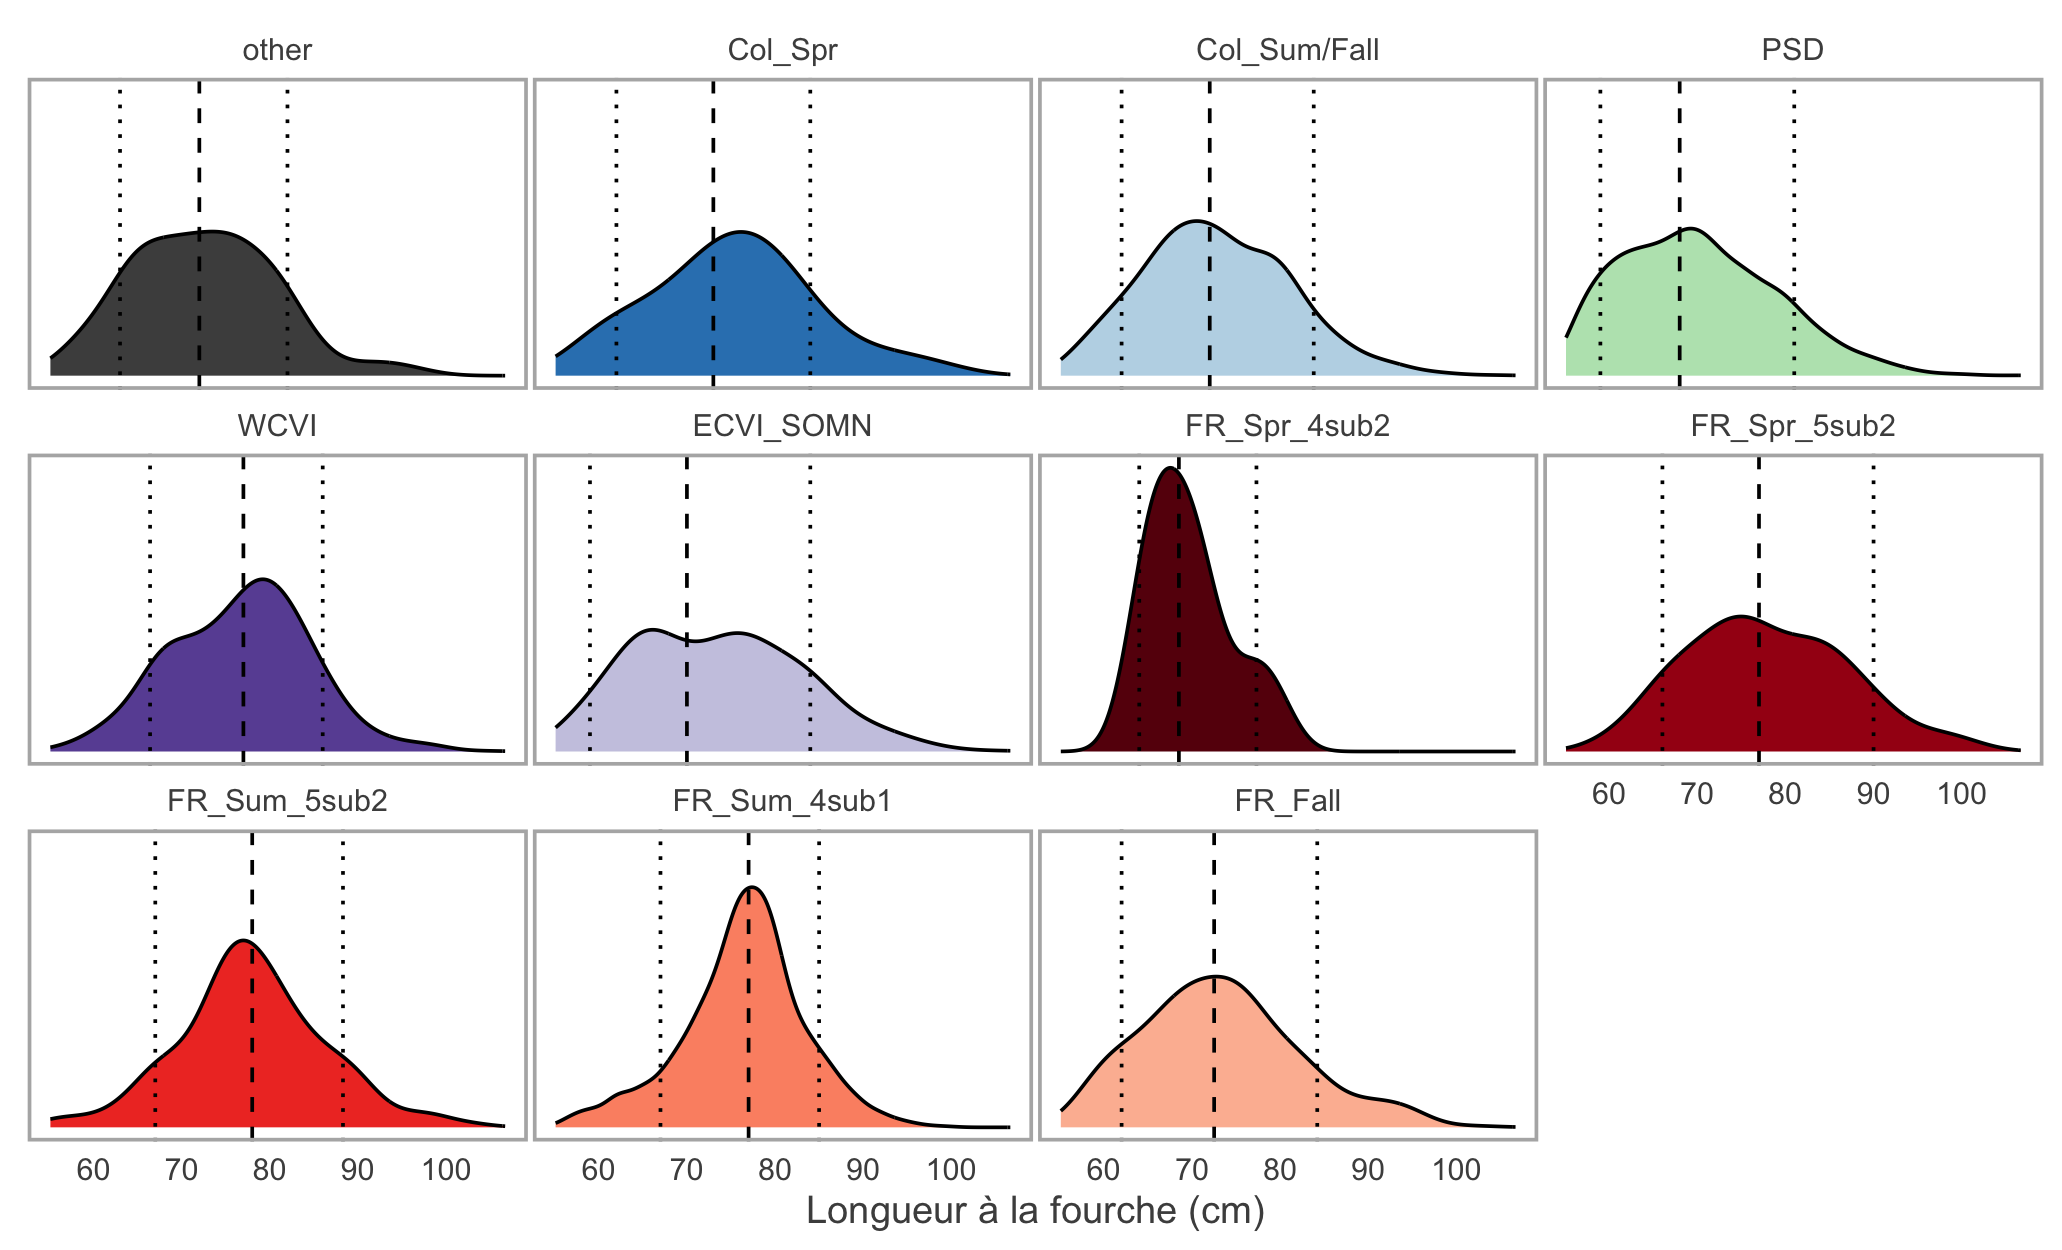 other Col_Spr Col_Sum/Fall PSD
WCVI ECVI_SOMN FR_Spr_4sub2 FR_Spr_5sub2
60 70 80 90 100
FR_Sum_5sub2 FR_Sum_4sub1 FR_Fall
60 70 80 90 100 60 70 80 90 100 60 70 80 90 100
Longueur à la fourche (cm)